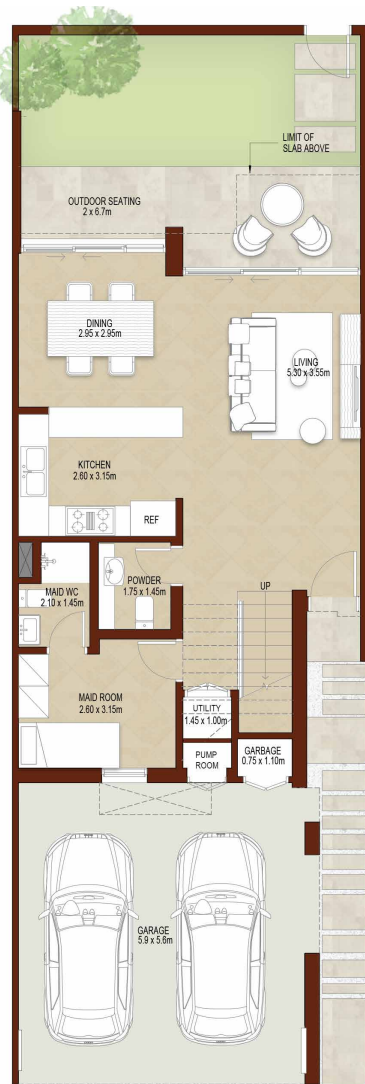 LIMIT OF
SLAB ABOVE
OUTDOOR SEATING
2 x 6.7m
DINING
2.95 x 2.95m
LIVING
5.30 x 3.55m
KITCHEN
2.60 x 3.15m
REF
POWDER
1.75 x 1.45m
MAID WC
2.10 x 1.45m
UP
MAID ROOM
2.60 x 3.15m
UTILITY
1.45 x 1.00m
PUMP
ROOM
GARBAGE
0.75 x 1.10m
GARAGE
5.9 x 5.6m